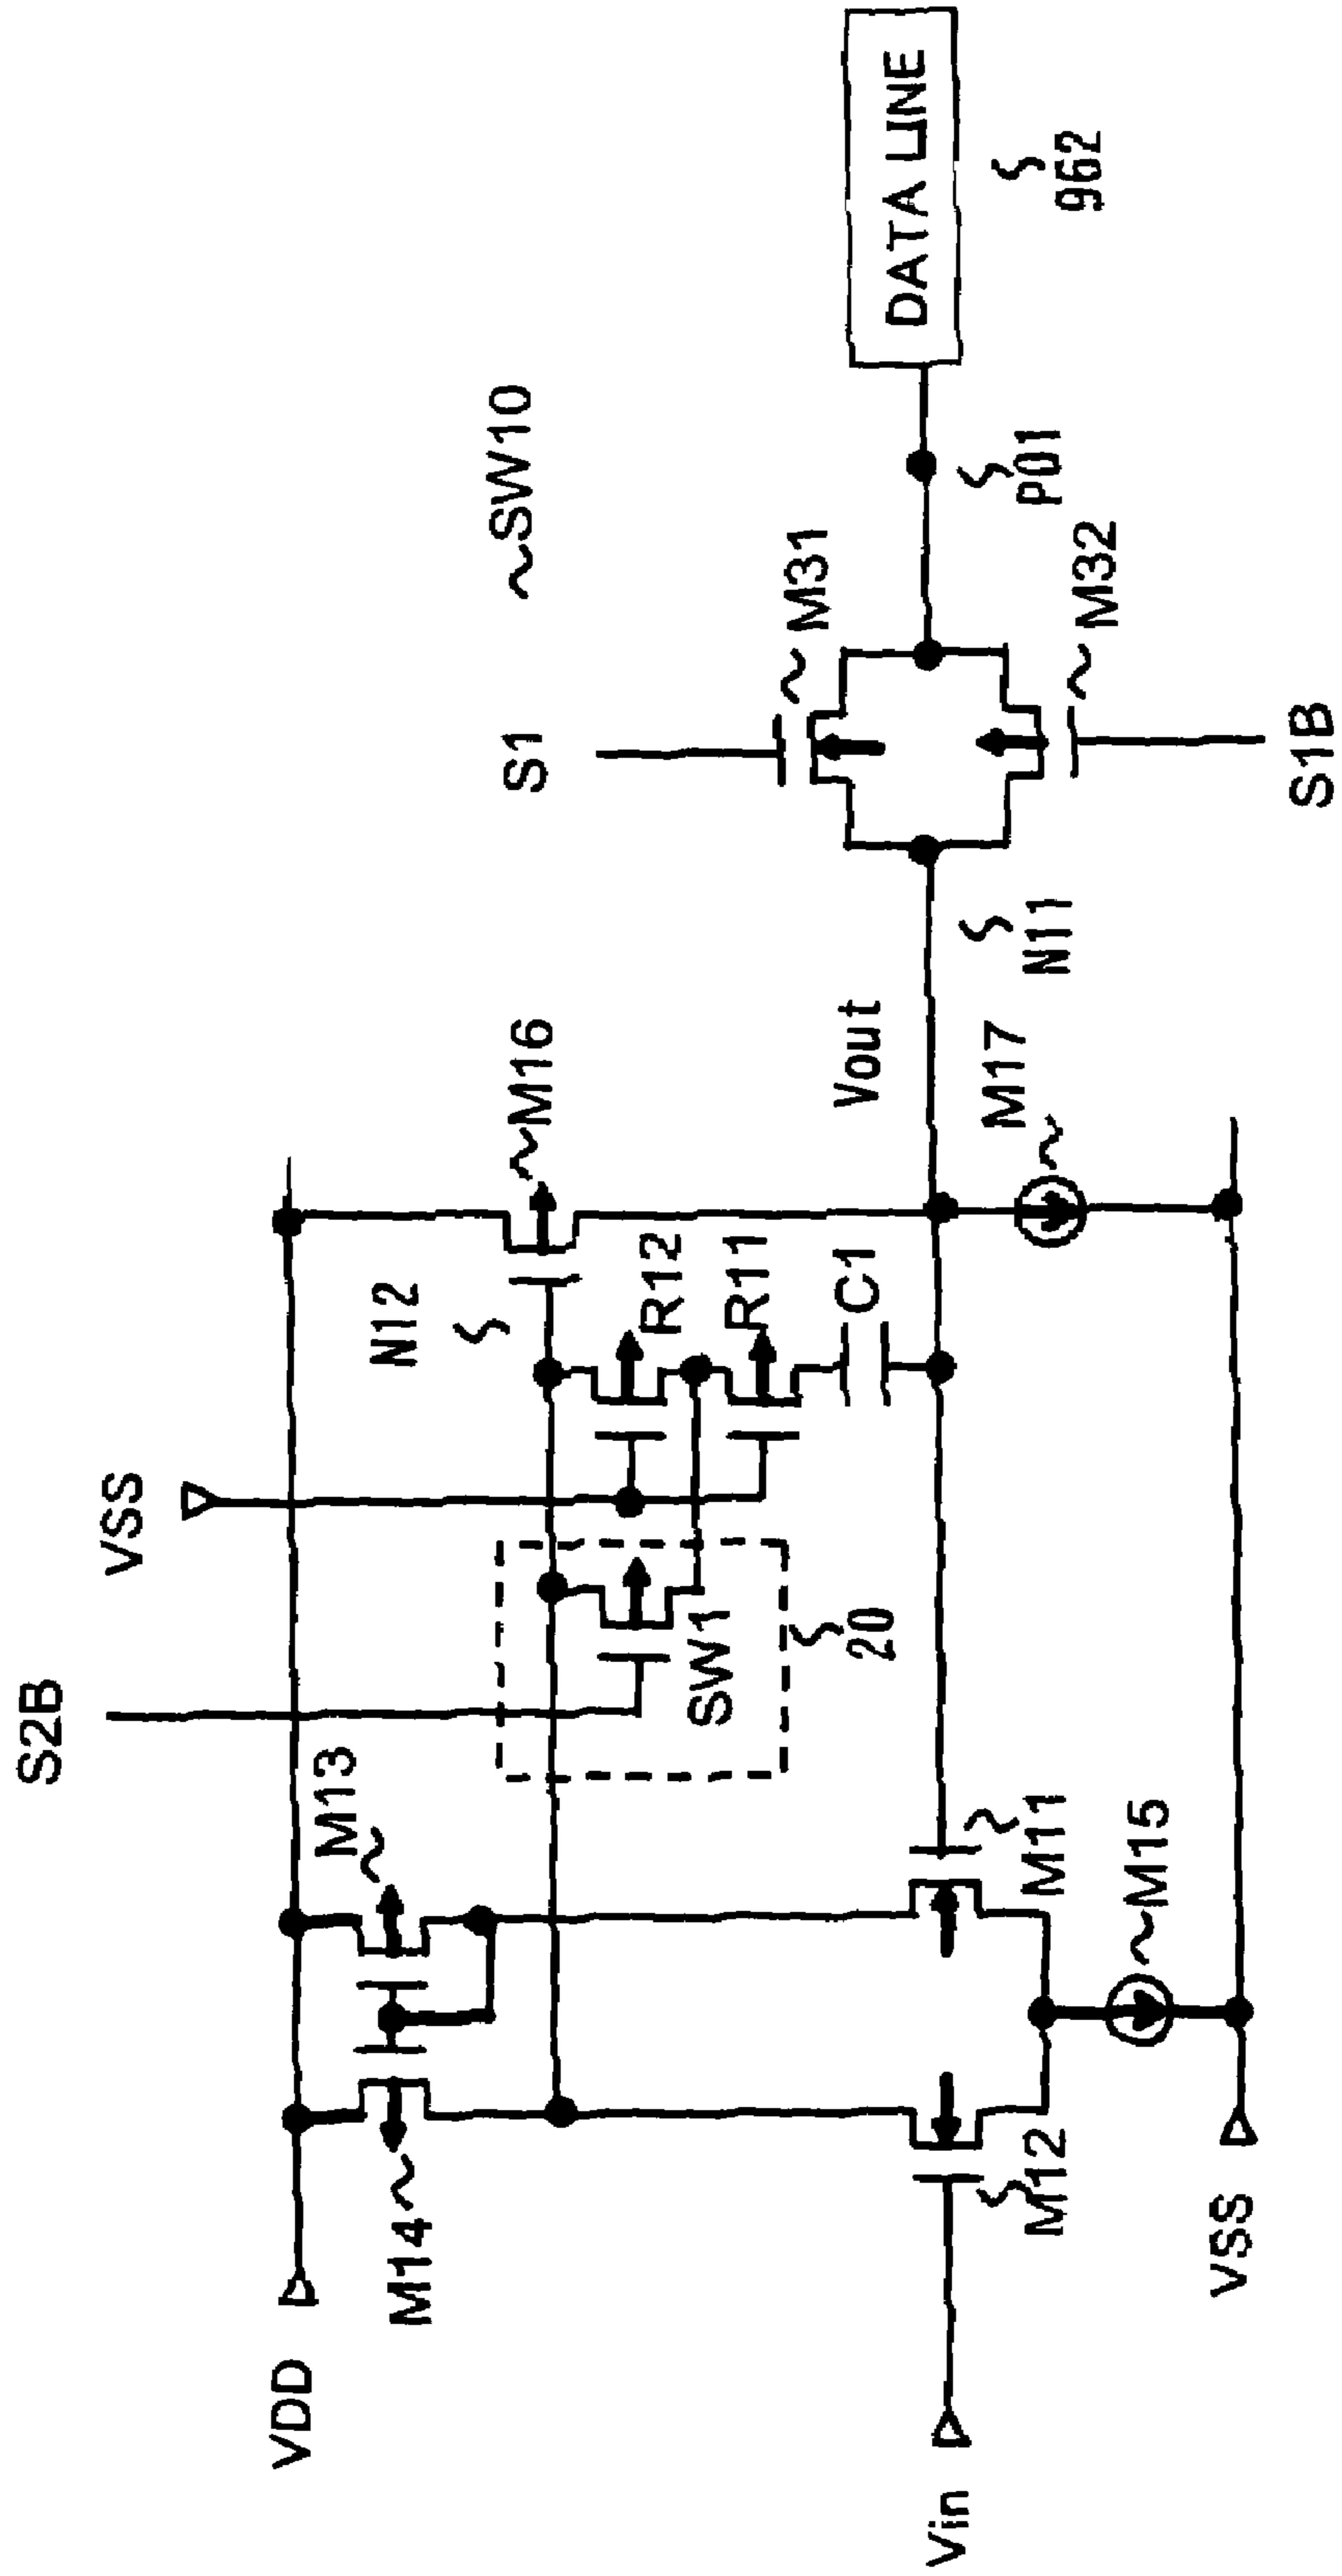 S2B
VSS
SW10
S1
M13
N12
M16
VDD
M14
R12
M31
DATA LINE
SW1
R11
20
C1
Vout
P01
962
Vin
M12
M11
M17
N11
M32
M15
VSS
S1B